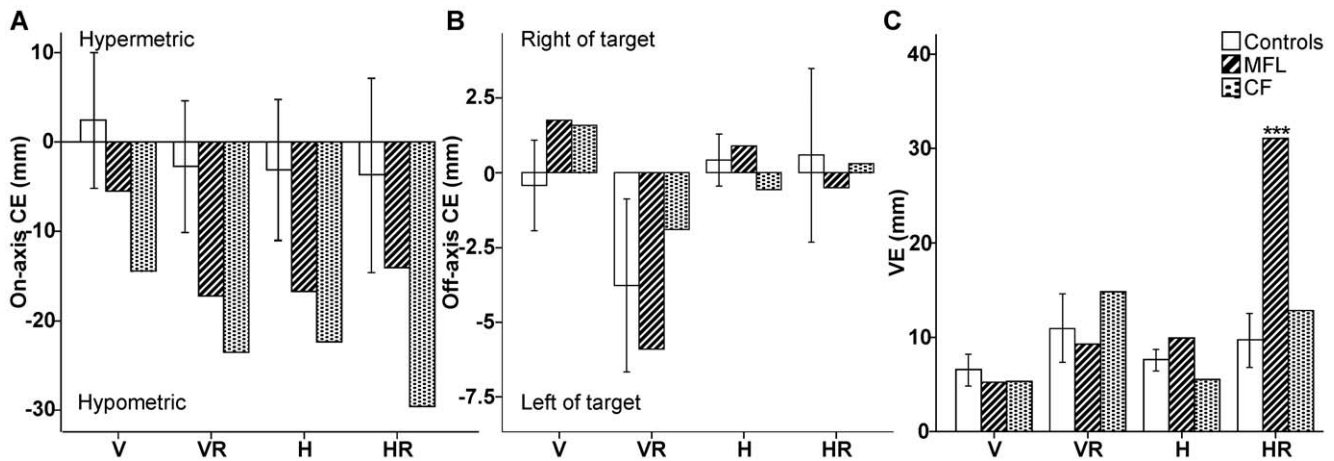 A
Hypermetric
On-axis CE (mm)
10
0
-10
-20
-30
Hypometric
V VR H HR
B
Right of target
Off-axis CE (mm)
2.5
0
-2.5
-5
-7.5
Left of target
V VR H HR
C
Controls
MFL
CF
VE (mm)
40
30
20
10
0
***
V VR H HR